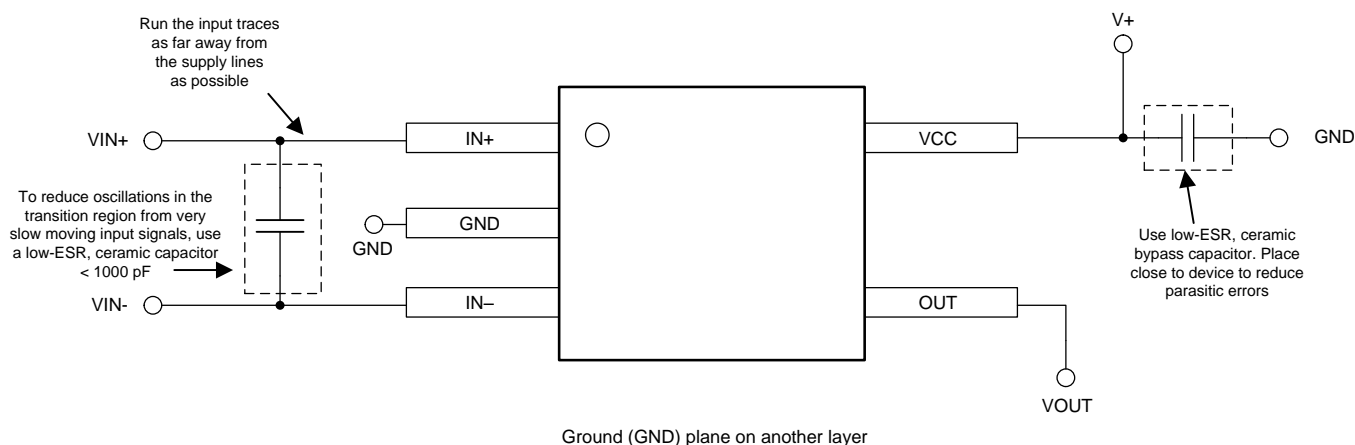 Run the input traces
as far away from
the supply lines
as possible
V+
VIN+
IN+
VCC
GND
To reduce oscillations in the
transition region from very
slow moving input signals, use
a low-ESR, ceramic capacitor
< 1000 pF
GND
GND
Use low-ESR, ceramic
bypass capacitor. Place
close to device to reduce
parasitic errors
VIN-
IN–
OUT
VOUT
Ground (GND) plane on another layer